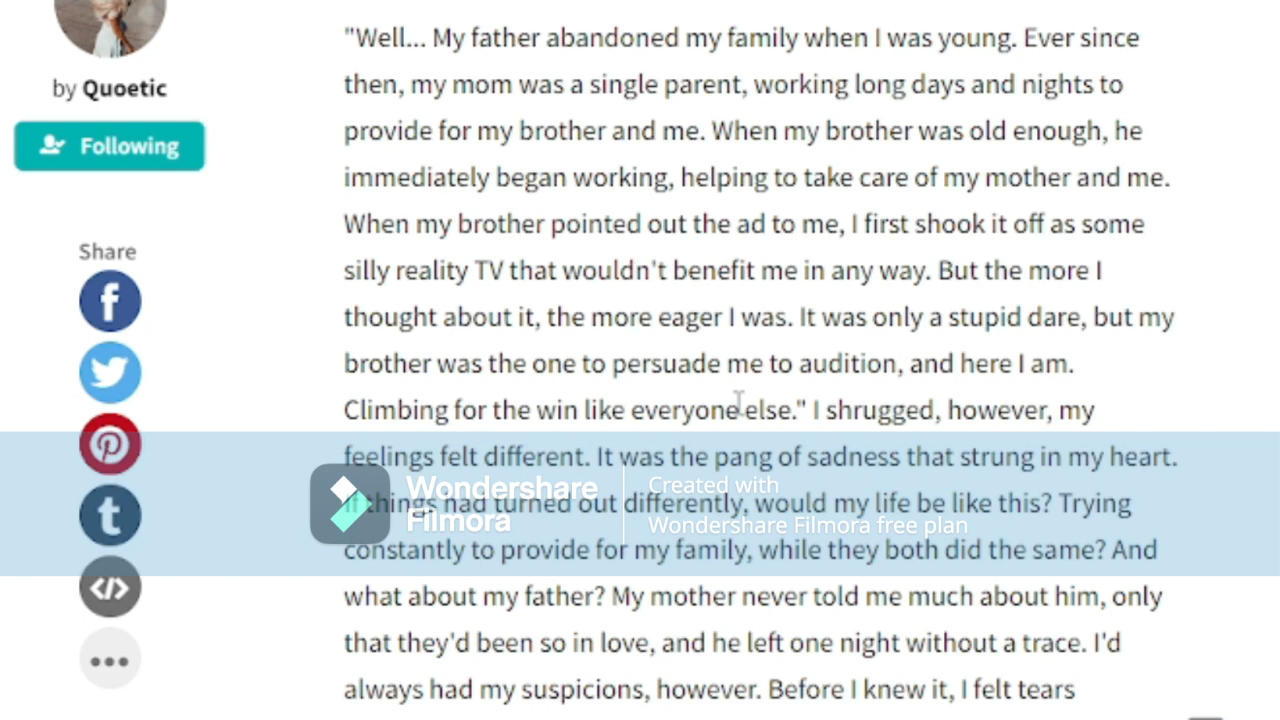 by Quoetic
Following
Share
"Well... My father abandoned my family when I was young. Ever since
then, my mom was a single parent, working long days and nights to
provide for my brother and me. When my brother was old enough, he
immediately began working, helping to take care of my mother and me.
When my brother pointed out the ad to me, I first shook it off as some
silly reality TV that wouldn't benefit me in any way. But the more I
thought about it, the more eager I was. It was only a stupid dare, but my
brother was the one to persuade me to audition, and here I am.
Climbing for the win like everyone else." I shrugged, however, my
feelings felt different. It was the pang of sadness that strung in my heart.
If things had turned out differently, would my life be like this? Trying
constantly to provide for my family, while they both did the same? And
what about my father? My mother never told me much about him, only
that they'd been so in love, and he left one night without a trace. I'd
always had my suspicions, however. Before I knew it, I felt tears
Wondershare
Filmora
Created with
Wondershare Filmora free plan